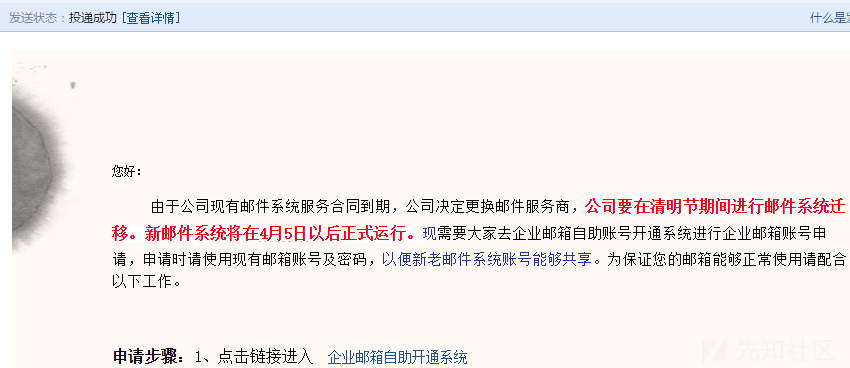 发送状态：投递成功 [查看详情] 什么是发
您好：
由于公司现有邮件系统服务合同到期，公司决定更换邮件服务商，公司要在清明节期间进行邮件系统迁
移。新邮件系统将在4月5日以后正式运行。现需要大家去企业邮箱自助账号开通系统进行企业邮箱账号申
请，申请时请使用现有邮箱账号及密码，以便新老邮件系统账号能够共享。为保证您的邮箱能够正常使用请配合
以下工作。
申请步骤：1、点击链接进入 企业邮箱自助开通系统
先知社区